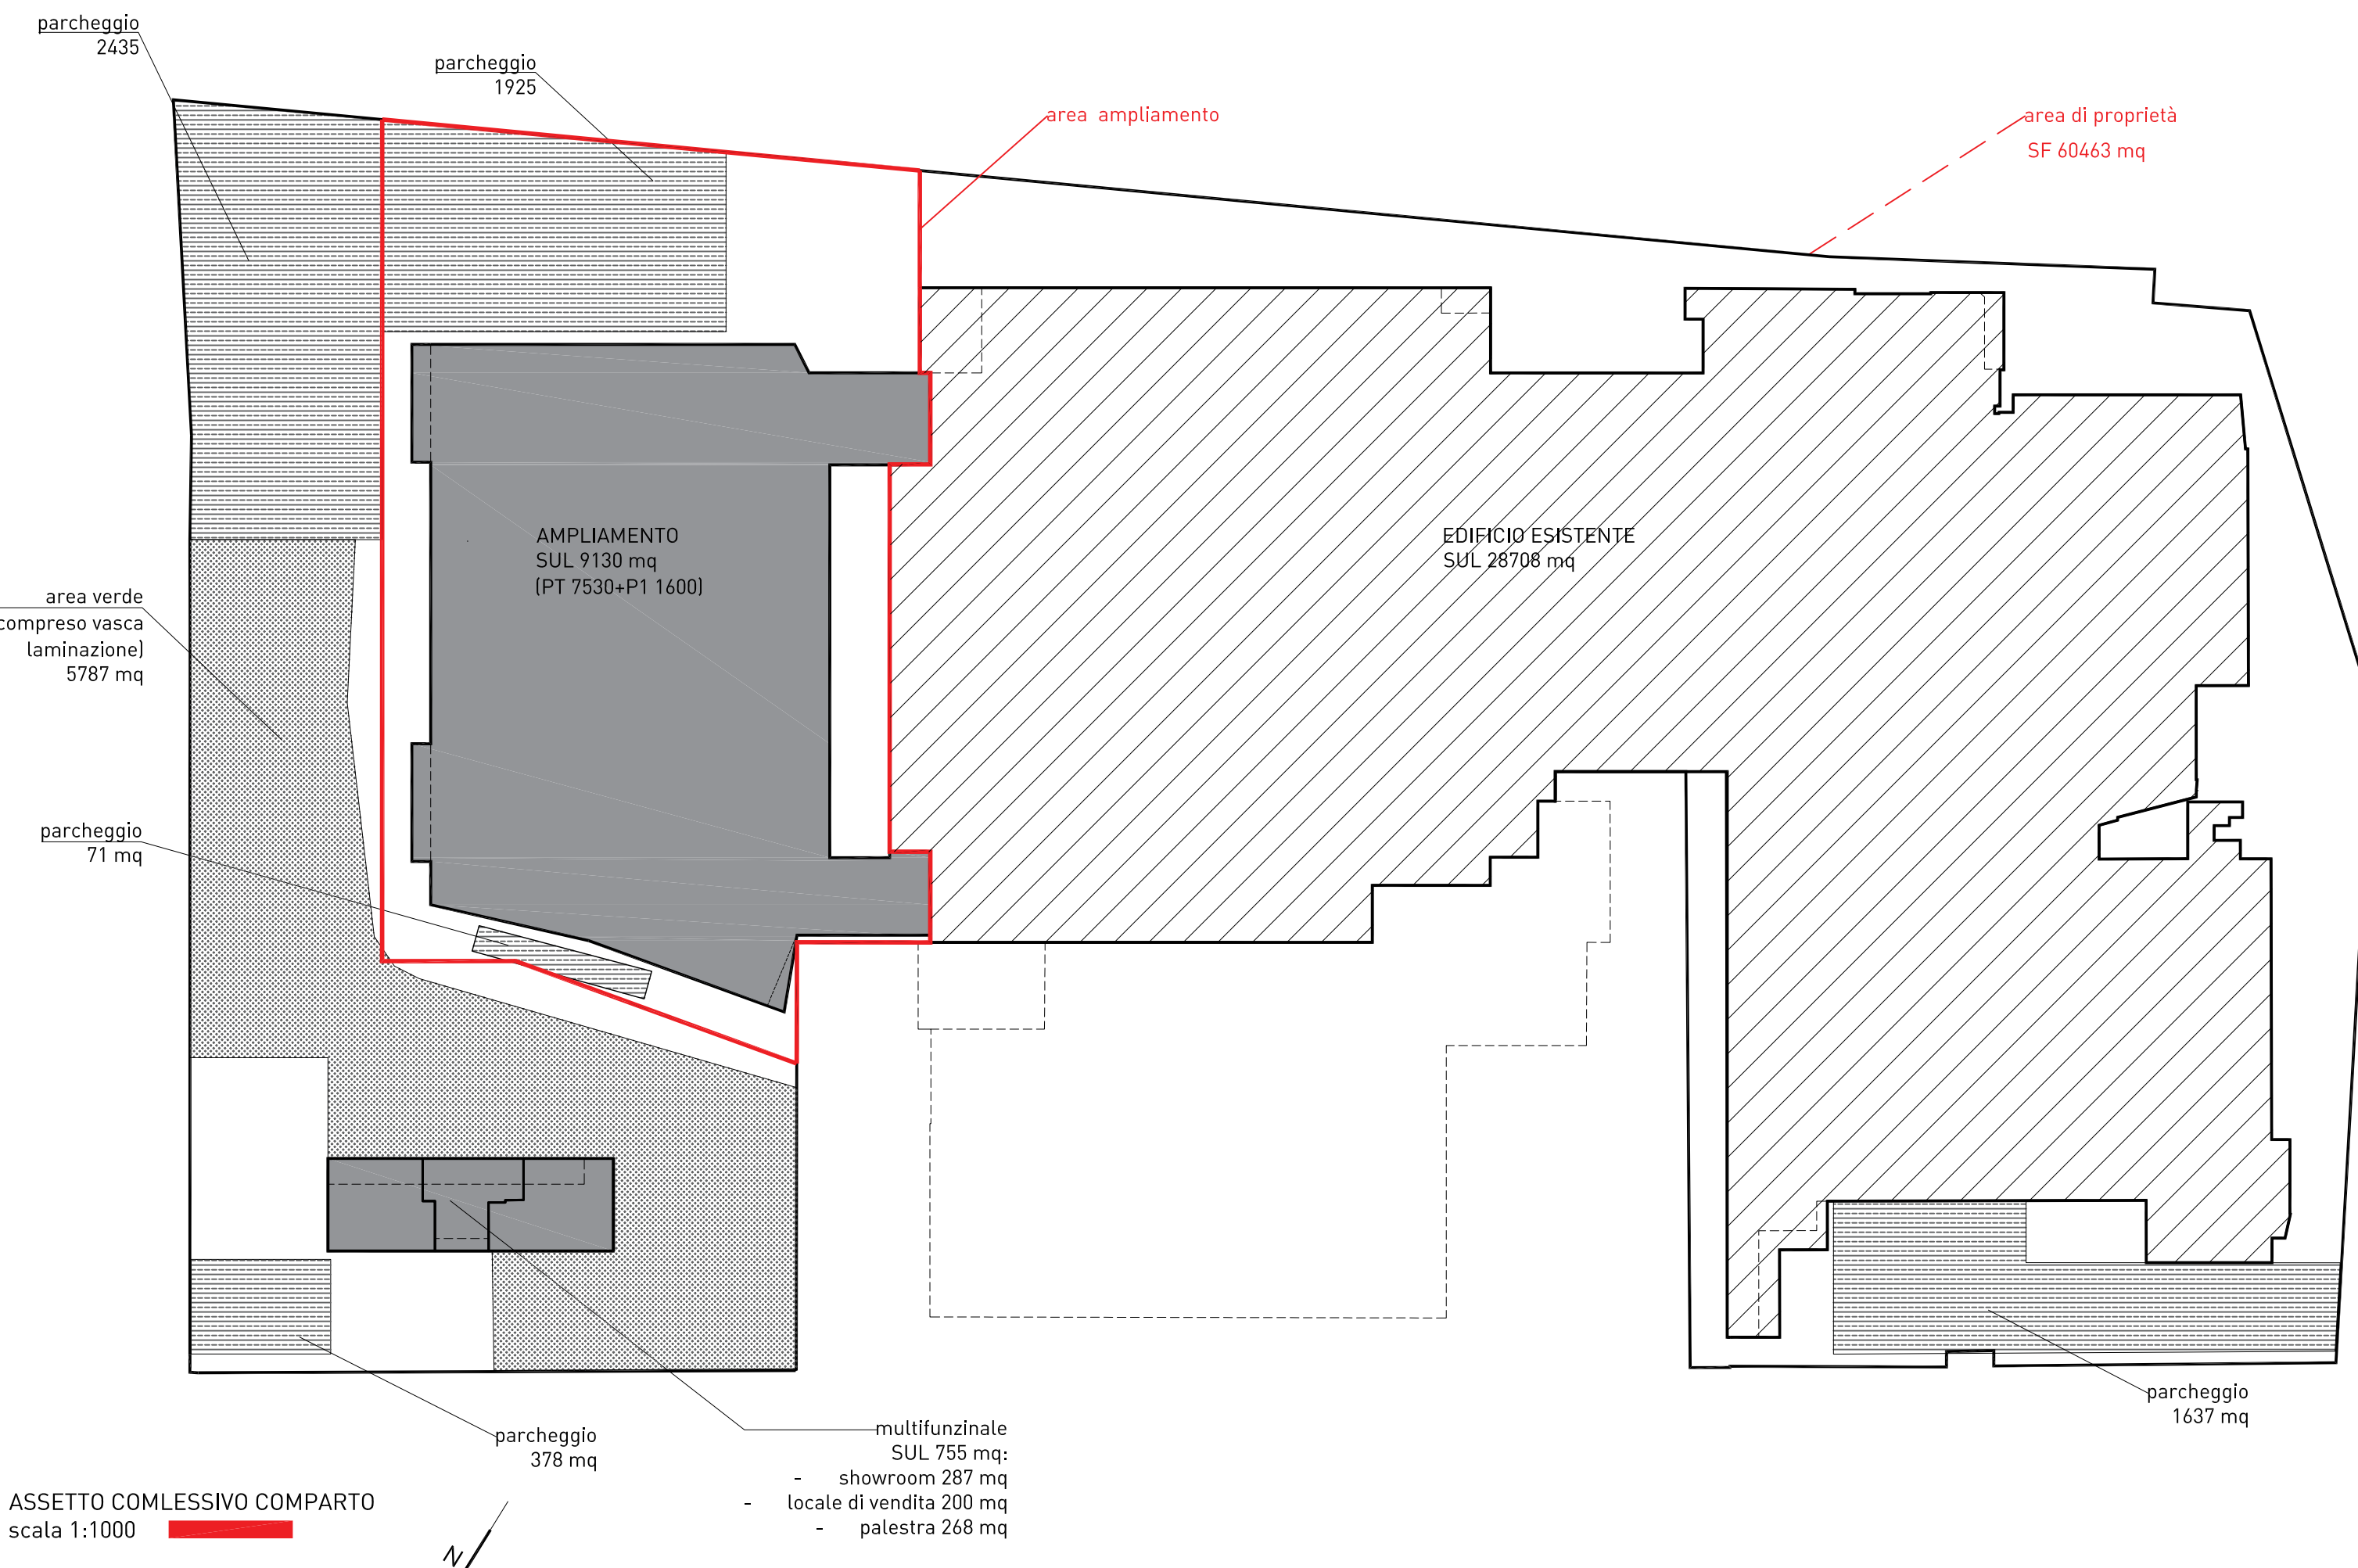 parcheggio
2435
parcheggio
1925
area ampliamento
area di proprietà
SF 60463 mq
AMPLIAMENTO
SUL 9130 mq
(PT 7530+P1 1600)
EDIFICIO ESISTENTE
SUL 28708 mq
area verde
compreso vasca
laminazione)
5787 mq
parcheggio
71 mq
parcheggio
378 mq
multifunzinale
SUL 755 mq:
- showroom 287 mq
- locale di vendita 200 mq
- palestra 268 mq
parcheggio
1637 mq
ASSETTO COMLESSIVO COMPARTO
scala 1:1000
N